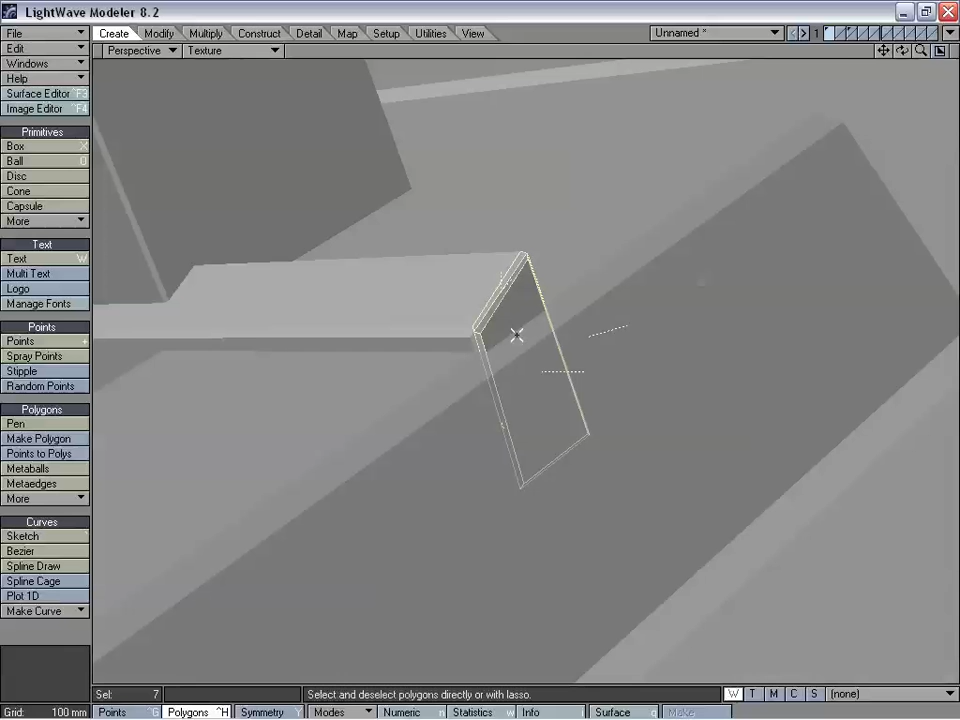 LightWave Modeler 8.2
File
Create Modify Multiply Construct Detail Map Setup Utilities View
Unnamed * 1
Edit
Perspective Texture
Windows
Help
Surface Editor ^F3
Image Editor ^F4
Primitives
Box X
Ball O
Disc
Cone
Capsule
More
Text
Text W
Multi Text
Logo
Manage Fonts
Points
Points +
Spray Points
Stipple
Random Points
Polygons
Pen
Make Polygon
Points to Polys
Metaballs
Metaedges
More
Curves
Sketch
Bezier
Spline Draw
Spline Cage
Plot 1D
Make Curve
Sel: 7 Select and deselect polygons directly or with lasso. W T M C S (none)
Grid: 100 mm Points ^G Polygons ^H Symmetry Y Modes Numeric n Statistics w Info i Surface q Make